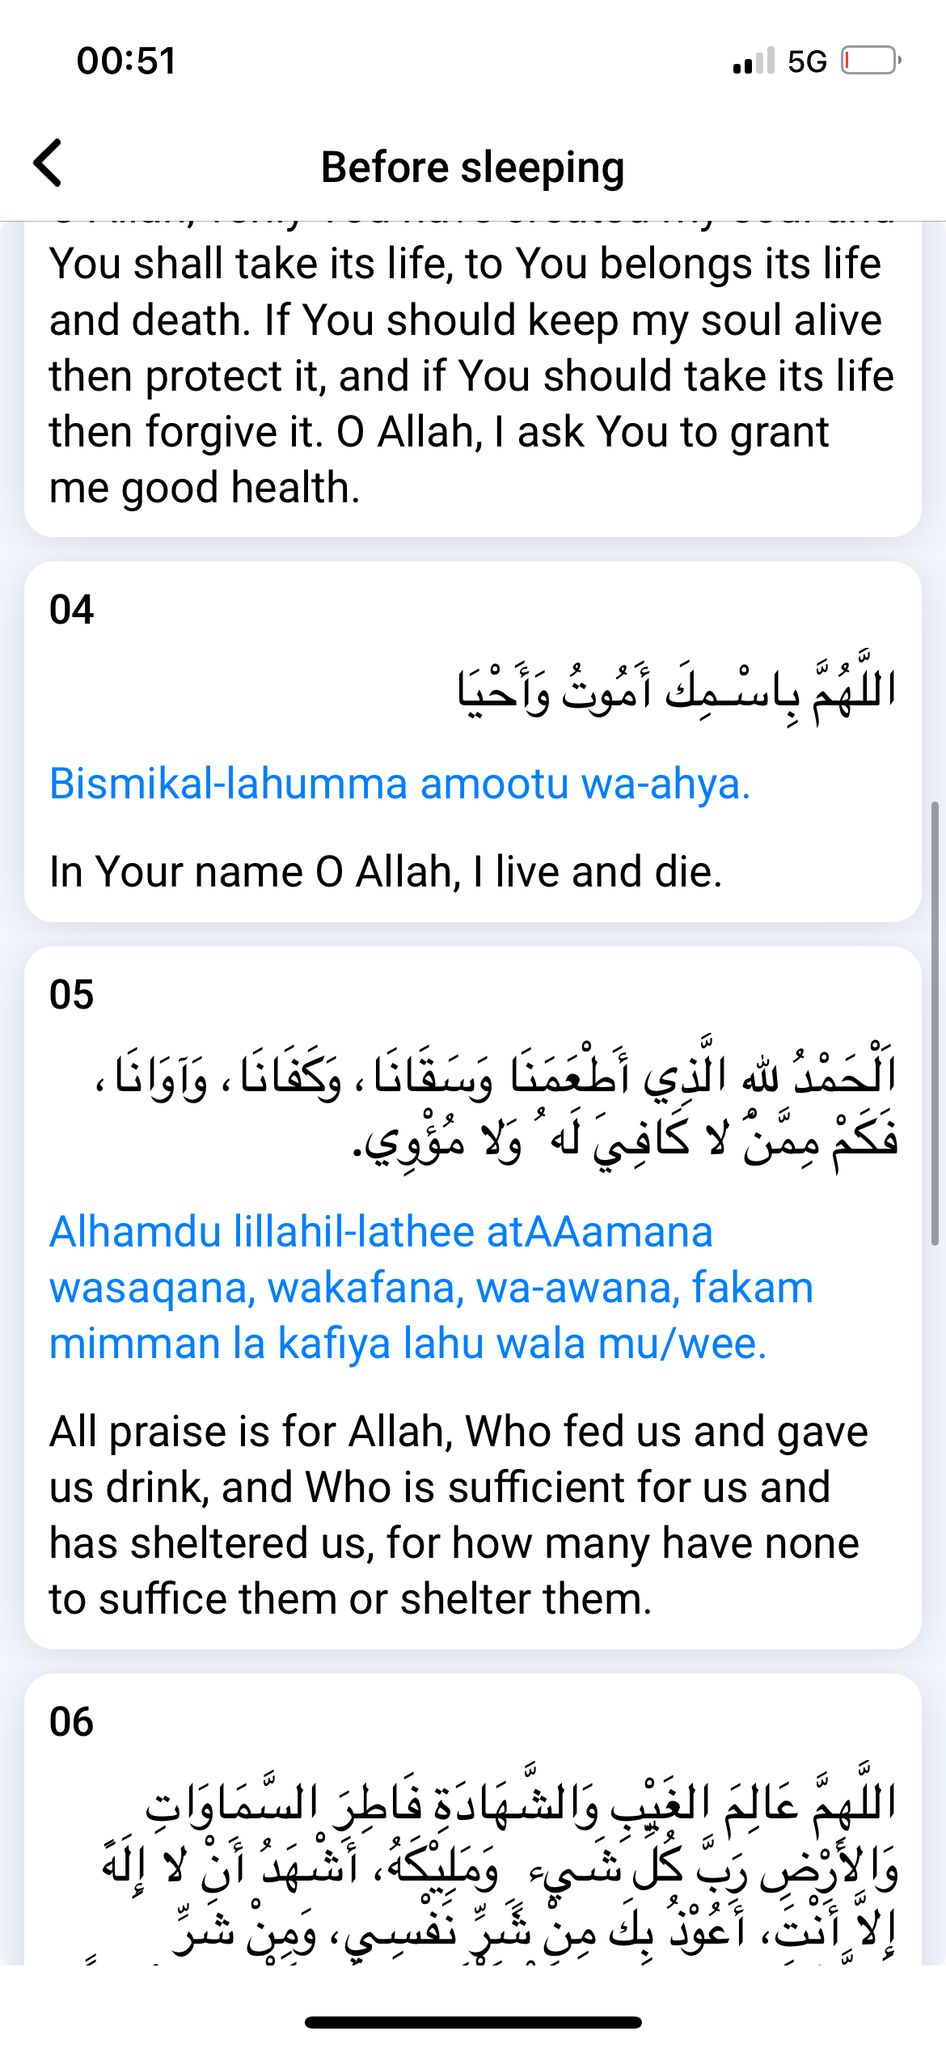 00:51
5G
Before sleeping
You shall take its life, to You belongs its life
and death. If You should keep my soul alive
then protect it, and if You should take its life
then forgive it. O Allah, I ask You to grant
me good health.
04
اللَّهُمَّ بِاسْـمِكَ أَمُوتُ وَأَحْيَا
Bismikal-lahumma amootu wa-ahya.
In Your name O Allah, I live and die.
05
اَلْحَمْدُ لله الَّذِي أَطْعَمَنَا وَسَقَانَا، وَكَفَانَا، وَآوَانَا،
فَكَمْ مِمَّنْ لا كَافِيَ لَه ُ وَلا مُؤْوِي.
Alhamdu lillahil-lathee atAAamana
wasaqana, wakafana, wa-awana, fakam
mimman la kafiya lahu wala mu/wee.
All praise is for Allah, Who fed us and gave
us drink, and Who is sufficient for us and
has sheltered us, for how many have none
to suffice them or shelter them.
06
اللَّهمَّ عَالِمَ الغَيْبِ وَالشَّهَادَةِ فَاطِرَ السَّمَاوَاتِ
وَالأَرْضِ رَبَّ كُلِّ شَيء وَمَلِيْكَهُ، أَشْهَدُ أَنْ لا إِلَهَ
إِلاَّ أَنْتَ، أَعُوْذُ بِكَ مِنْ شَرِّ نَفْسِي، وَمِنْ شَرِّ